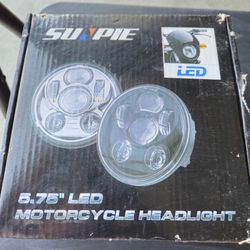 SUNPIE
LED
5.75" LED
MOTORCYCLE HEADLIGHT